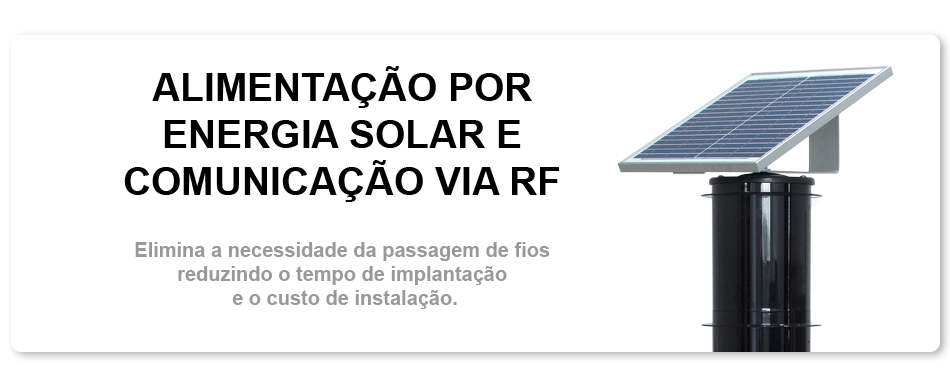 ALIMENTAÇÃO POR
ENERGIA SOLAR E
COMUNICAÇÃO VIA RF
Elimina a necessidade da passagem de fios
reduzindo o tempo de implantação
e o custo de instalação.